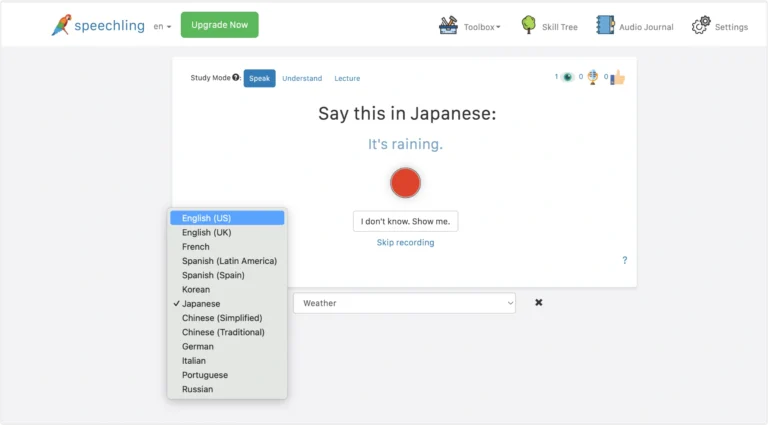 speechling en Upgrade Now Toolbox Skill Tree Audio Journal Settings
Study Mode : Speak Understand Lecture 1 0 0
Say this in Japanese:
It's raining.
I don't know. Show me.
Skip recording
?
English (US)
English (UK)
French
Spanish (Latin America)
Spanish (Spain)
Korean
✓ Japanese
Chinese (Simplified)
Chinese (Traditional)
German
Italian
Portuguese
Russian
Weather